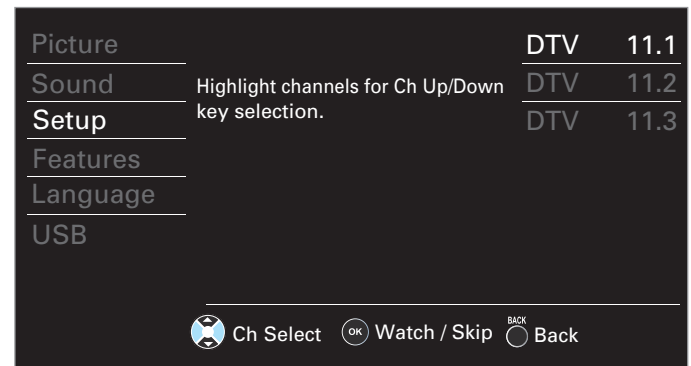 Picture
Sound
Setup
Features
Language
USB
Highlight channels for Ch Up/Down
key selection.
DTV 11.1
DTV 11.2
DTV 11.3
Ch Select OK Watch / Skip BACK Back